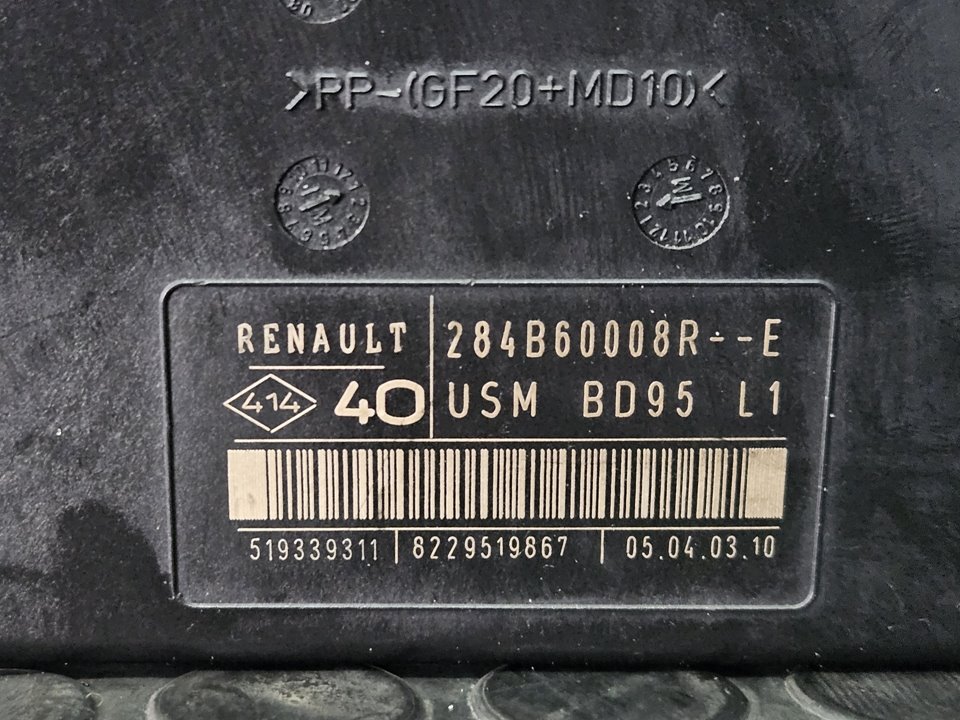 >PP-(GF20+MD10)<
RENAULT
284B60008R--E
414 40
USM BD95 L1
519339311 | 8229519867 | 05.04.03.10